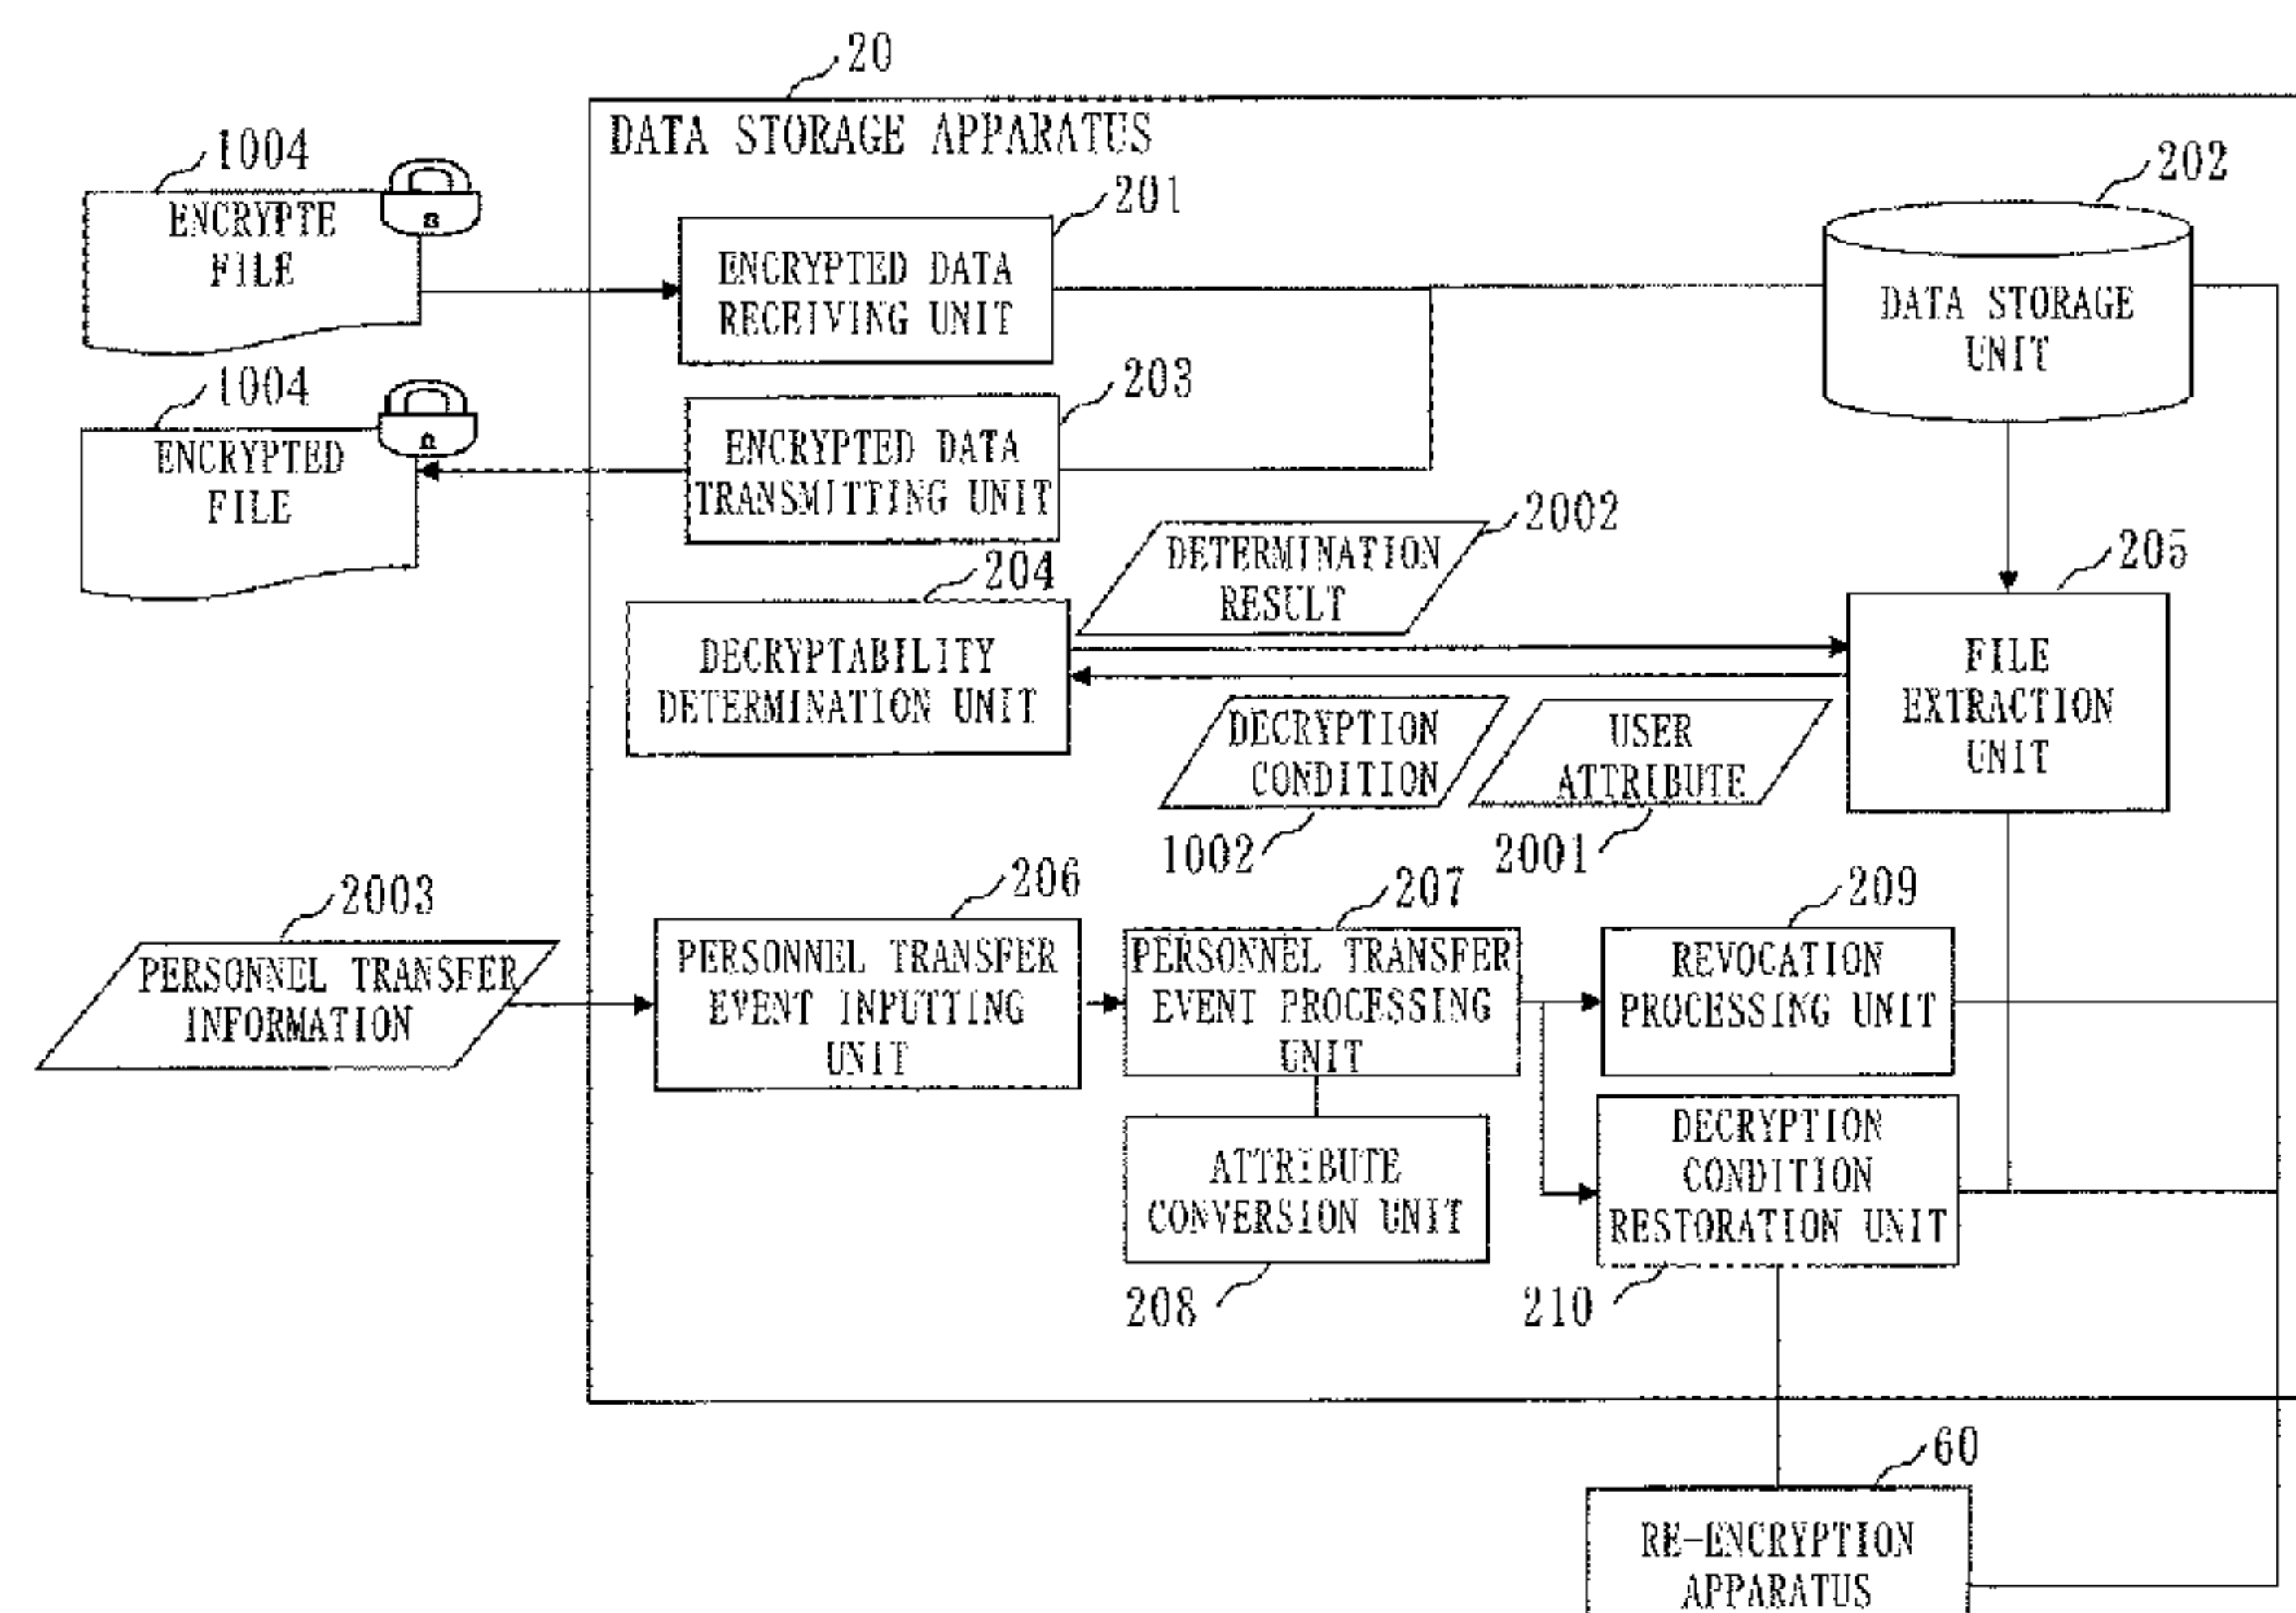 20
DATA STORAGE APPARATUS
1004
ENCRYPTE
FILE
201
ENCRYPTED DATA
RECEIVING UNIT
202
DATA STORAGE
UNIT
1004
ENCRYPTED
FILE
203
ENCRYPTED DATA
TRANSMITTING UNIT
2002
DETERMINATION
RESULT
204
DECRYPTABILITY
DETERMINATION UNIT
205
FILE
EXTRACTION
UNIT
DECRYPTION
CONDITION
1002
USER
ATTRIBUTE
2001
2003
PERSONNEL TRANSFER
INFORMATION
206
PERSONNEL TRANSFER
EVENT INPUTTING
UNIT
207
PERSONNEL TRANSFER
EVENT PROCESSING
UNIT
209
REVOCATION
PROCESSING UNIT
ATTRIBUTE
CONVERSION UNIT
208
DECRYPTION
CONDITION
RESTORATION UNIT
210
60
RE-ENCRYPTION
APPARATUS